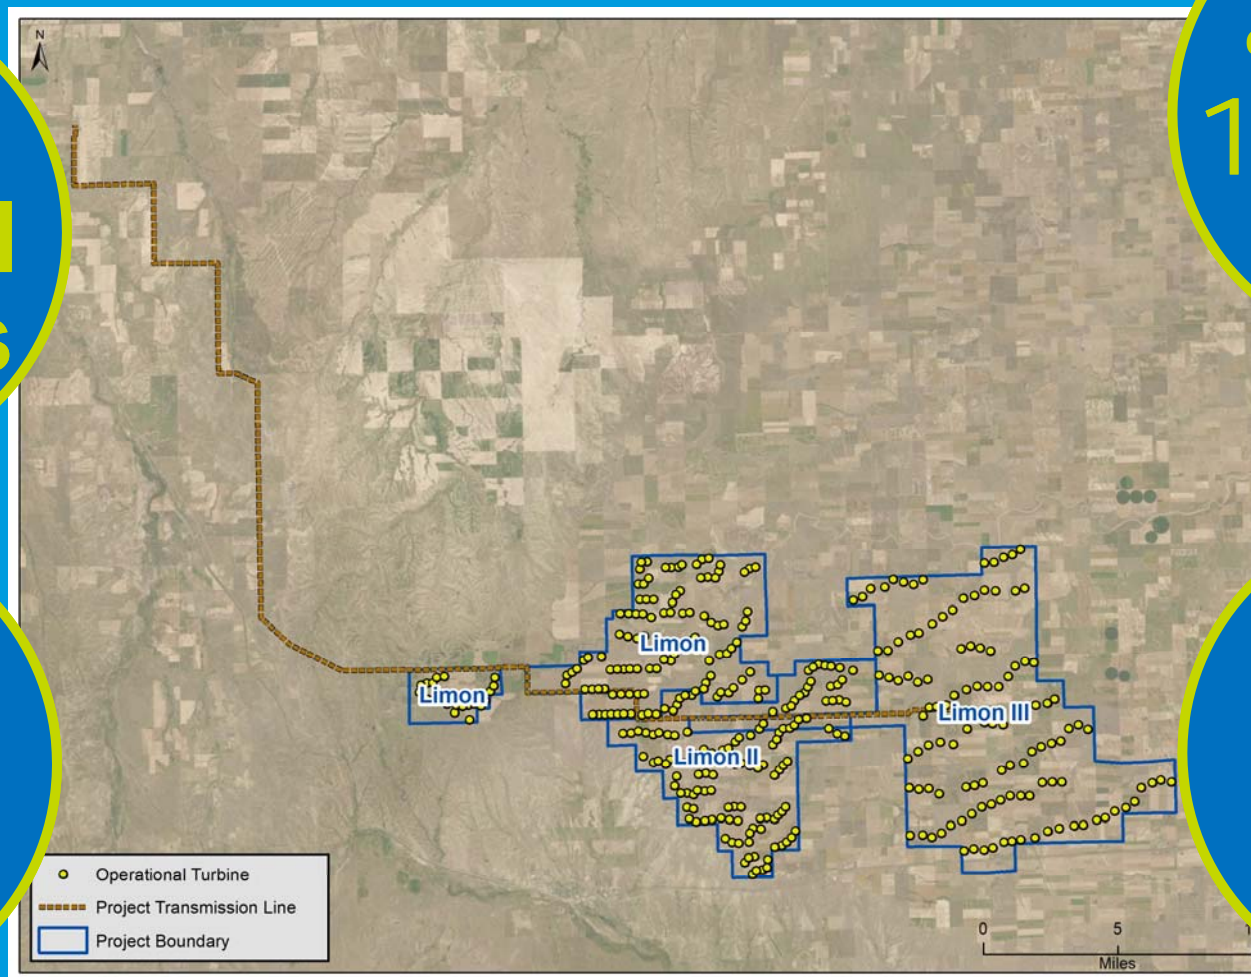 N
1
s
Limon
Limon
Limon III
Limon II
Operational Turbine
Project Transmission Line
Project Boundary
0 5
Miles